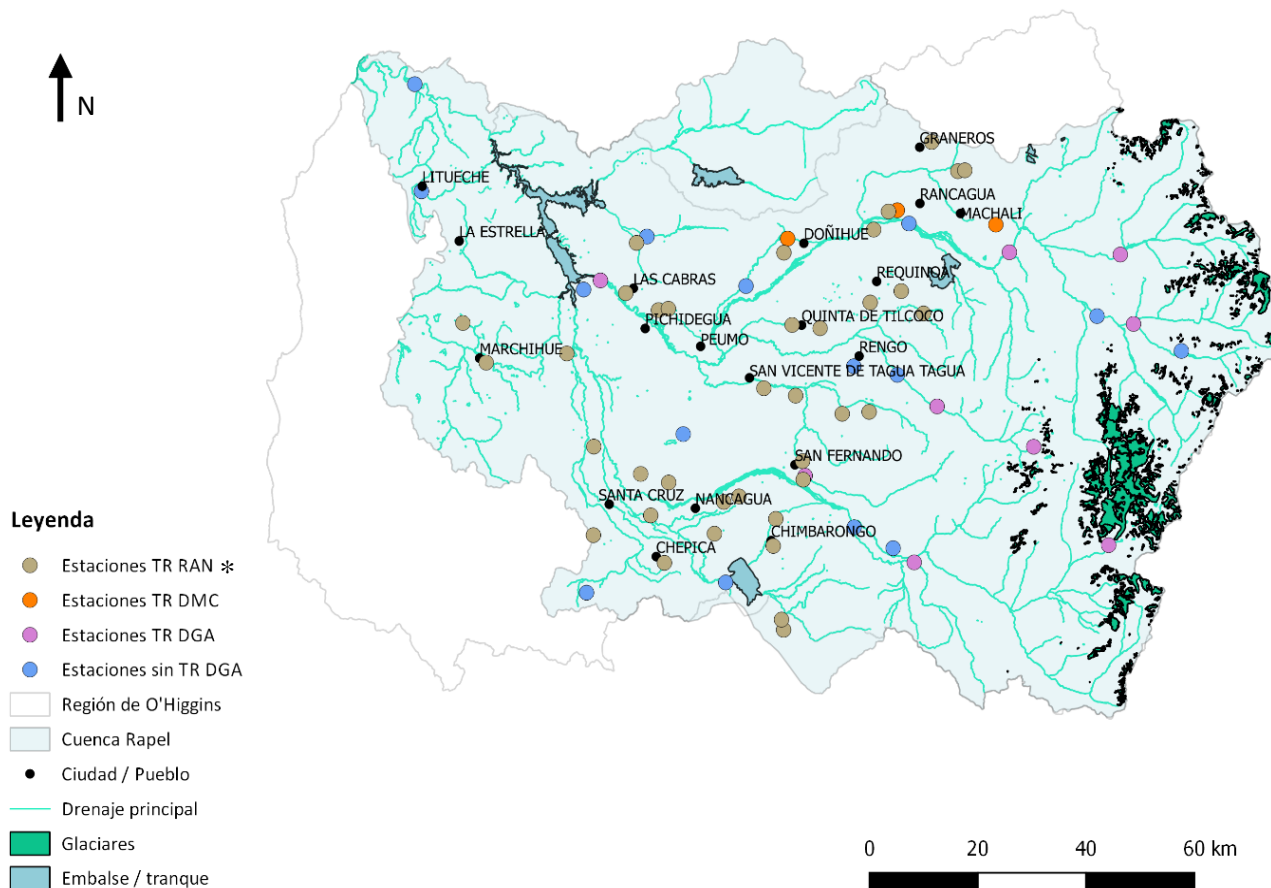 N
GRANEROS
LITUECHE
RANCAGUA
MACHALI
LA ESTRELLA
DOÑIHUE
LAS CABRAS
REQUINOA
PICHIDEGUA
QUINTA DE TILCOCO
PEUMO
MARCHIHUE
RENGO
SAN VICENTE DE TAGUA TAGUA
SAN FERNANDO
SANTA CRUZ
NANCAGUA
CHIMBARONGO
CHEPICA
Leyenda
Estaciones TR RAN *
Estaciones TR DMC
Estaciones TR DGA
Estaciones sin TR DGA
Región de O'Higgins
Cuenca Rapel
Ciudad / Pueblo
Drenaje principal
Glaciares
Embalse / tranque
0 20 40 60 km